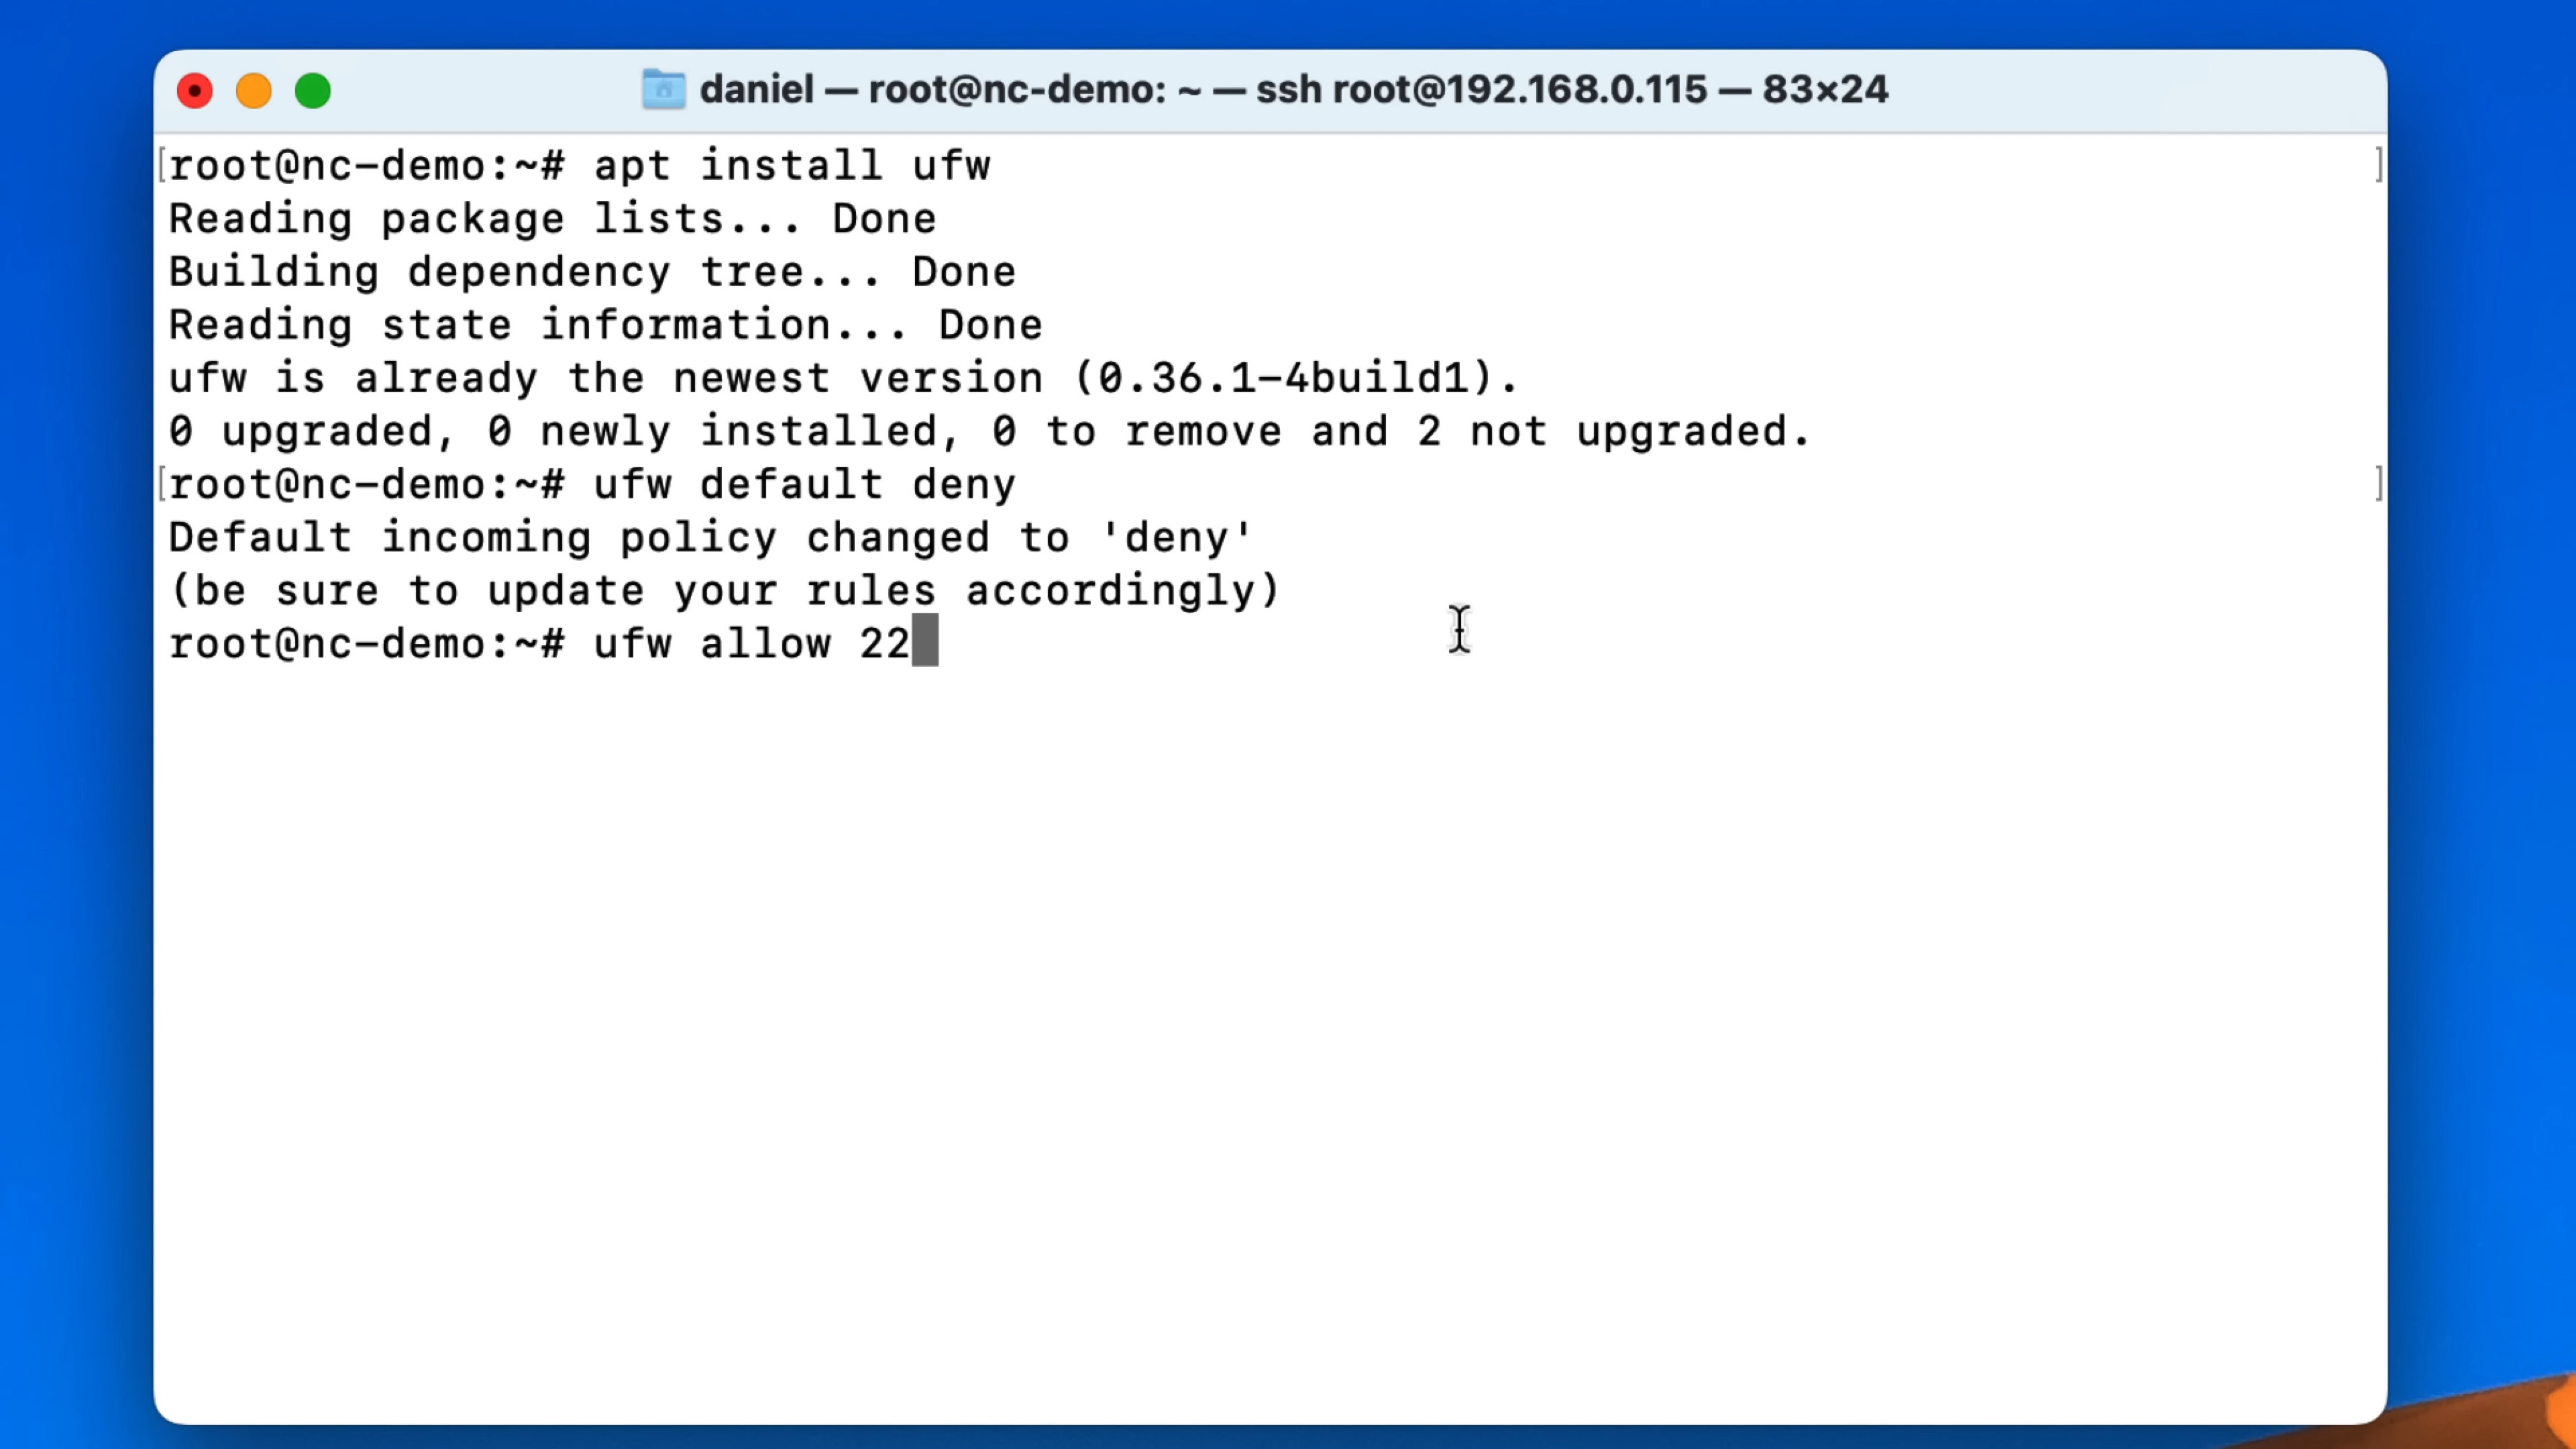 daniel — root@nc-demo: ~ — ssh root@192.168.0.115 — 83×24
[root@nc-demo:~# apt install ufw ]
Reading package lists... Done
Building dependency tree... Done
Reading state information... Done
ufw is already the newest version (0.36.1-4build1).
0 upgraded, 0 newly installed, 0 to remove and 2 not upgraded.
[root@nc-demo:~# ufw default deny ]
Default incoming policy changed to 'deny'
(be sure to update your rules accordingly)
root@nc-demo:~# ufw allow 22